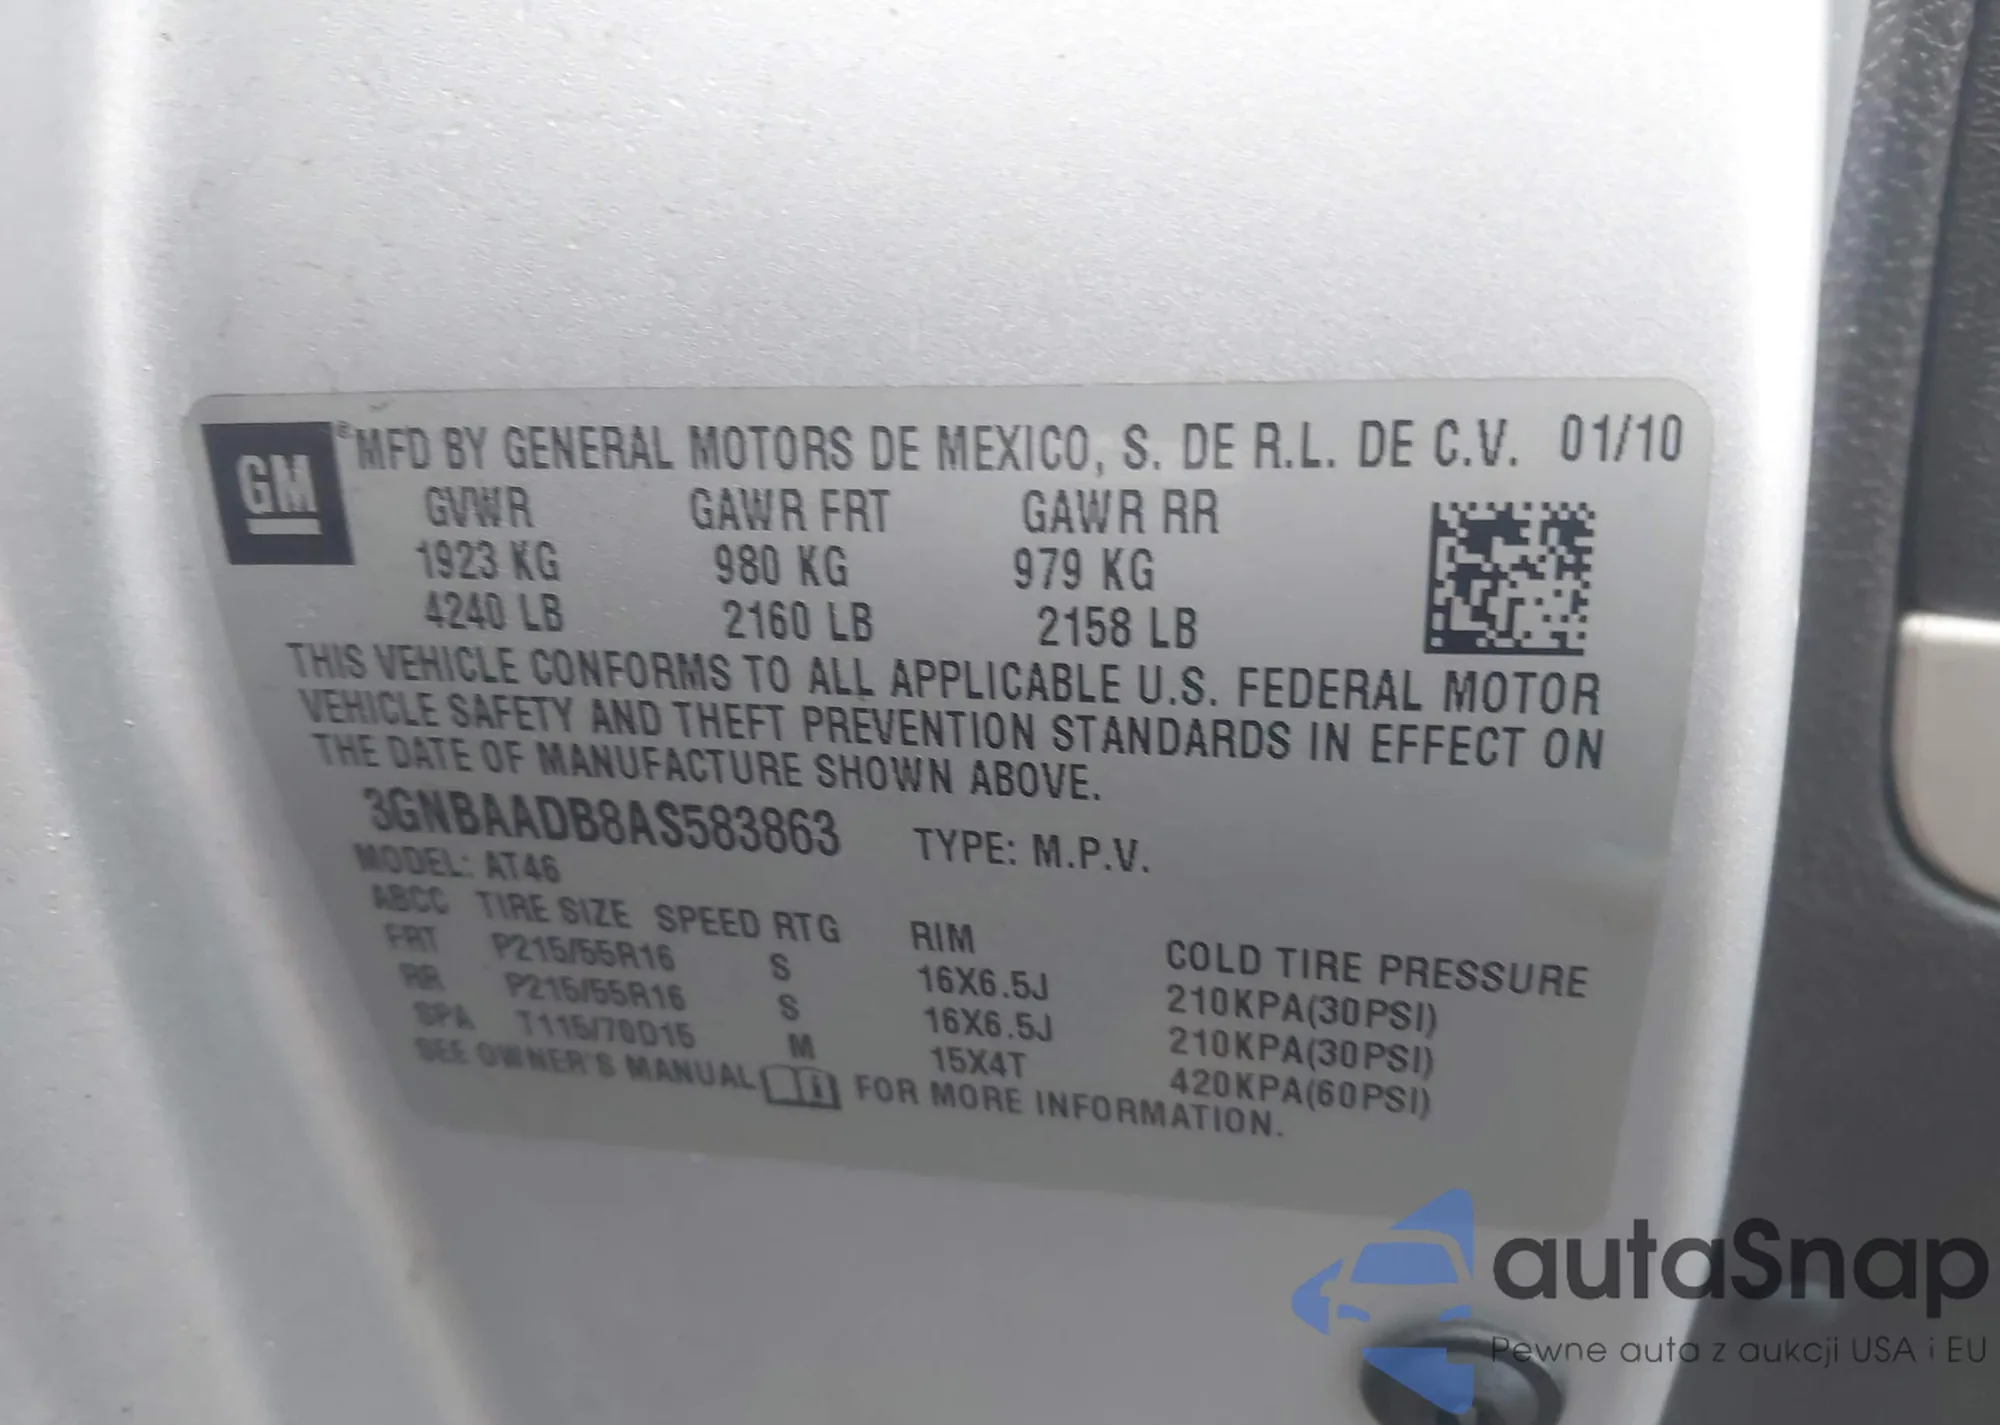 GM ® MFD BY GENERAL MOTORS DE MEXICO, S. DE R.L. DE C.V. 01/10
GVWR GAWR FRT GAWR RR
1923 KG 980 KG 979 KG
4240 LB 2160 LB 2158 LB
THIS VEHICLE CONFORMS TO ALL APPLICABLE U.S. FEDERAL MOTOR
VEHICLE SAFETY AND THEFT PREVENTION STANDARDS IN EFFECT ON
THE DATE OF MANUFACTURE SHOWN ABOVE.
3GNBAADB8AS583863 TYPE: M.P.V.
MODEL: AT46
ABCC TIRE SIZE SPEED RTG RIM COLD TIRE PRESSURE
FRT P215/55R16 S 16X6.5J 210KPA(30PSI)
RR P215/55R16 S 16X6.5J 210KPA(30PSI)
SPA T115/70D15 M 15X4T 420KPA(60PSI)
SEE OWNER'S MANUAL FOR MORE INFORMATION.
autaSnap
Pewne auta z aukcji USA i EU